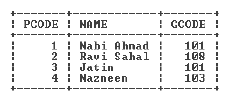 PCODE | NAME | GCODE
1 | Nabi Ahmad | 101
2 | Ravi Sahal | 108
3 | Jatin | 101
4 | Nazneen | 103